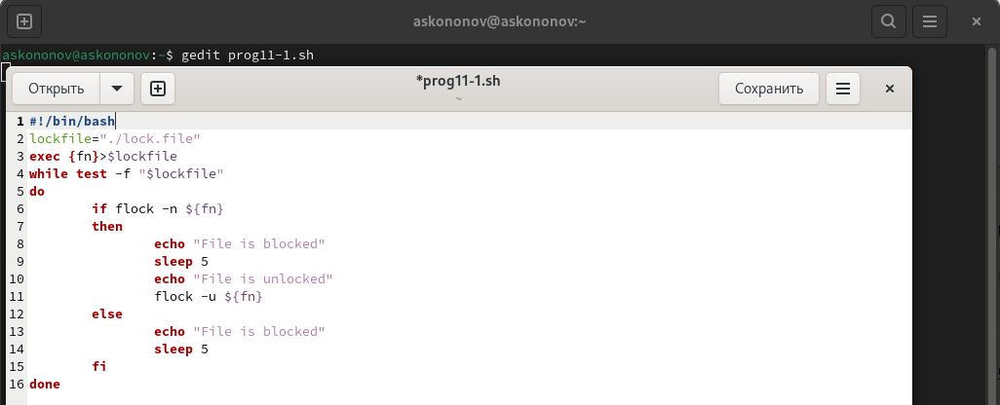 askononov@askononov:~
askononov@askononov:~$ gedit prog11-1.sh
Открыть
*prog11-1.sh
~
Сохранить
1 #!/bin/bash
2 lockfile="./lock.file"
3 exec {fn}>$lockfile
4 while test -f "$lockfile"
5 do
6         if flock -n ${fn}
7         then
8                 echo "File is blocked"
9                 sleep 5
10                 echo "File is unlocked"
11                 flock -u ${fn}
12         else
13                 echo "File is blocked"
14                 sleep 5
15         fi
16 done